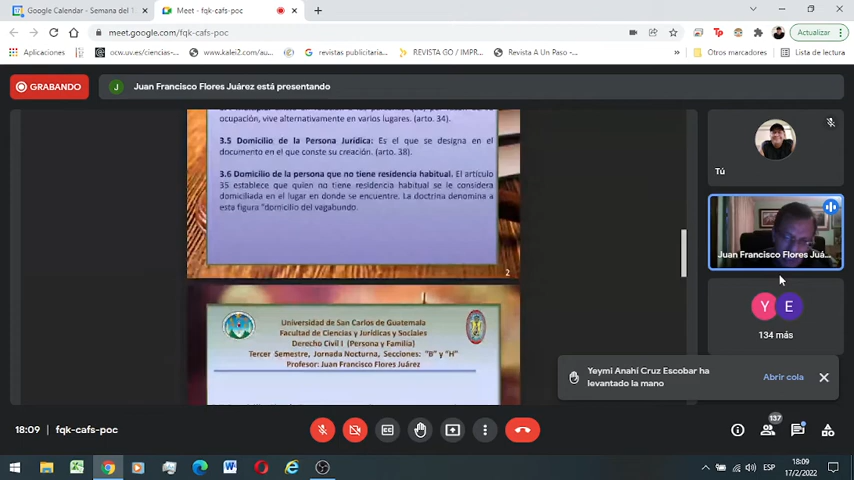 Google Calendar - Semana del 1
Meet - fqk-cafs-poc
meet.google.com/fqk-cafs-poc
Actualizar
Aplicaciones
ocw.uv.es/ciencias-...
www.kalei2.com/au...
revistas publicitaria...
REVISTA GO / IMPR...
Revista A Un Paso -...
Otros marcadores
Lista de lectura
GRABANDO
J
Juan Francisco Flores Juárez está presentando
ocupación, vive alternativamente en varios lugares. (arto. 34).
3.5 Domicilio de la Persona Jurídica: Es el que se designa en el
documento en el que conste su creación. (arto. 38).
3.6 Domicilio de la persona que no tiene residencia habitual. El artículo
35 establece que quien no tiene residencia habitual se le considera
domiciliada en el lugar en donde se encuentre. La doctrina denomina a
esta figura "domicilio del vagabundo.
2
Universidad de San Carlos de Guatemala
Facultad de Ciencias y Jurídicas y Sociales
Derecho Civil I (Persona y Familia)
Tercer Semestre, Jornada Nocturna, Secciones: "B" y "H"
Profesor: Juan Francisco Flores Juárez
Tú
Juan Francisco Flores Juá...
Y E
134 más
Yeymi Anahí Cruz Escobar ha
levantado la mano
Abrir cola
18:09
fqk-cafs-poc
137
ESP
18:09
17/2/2022